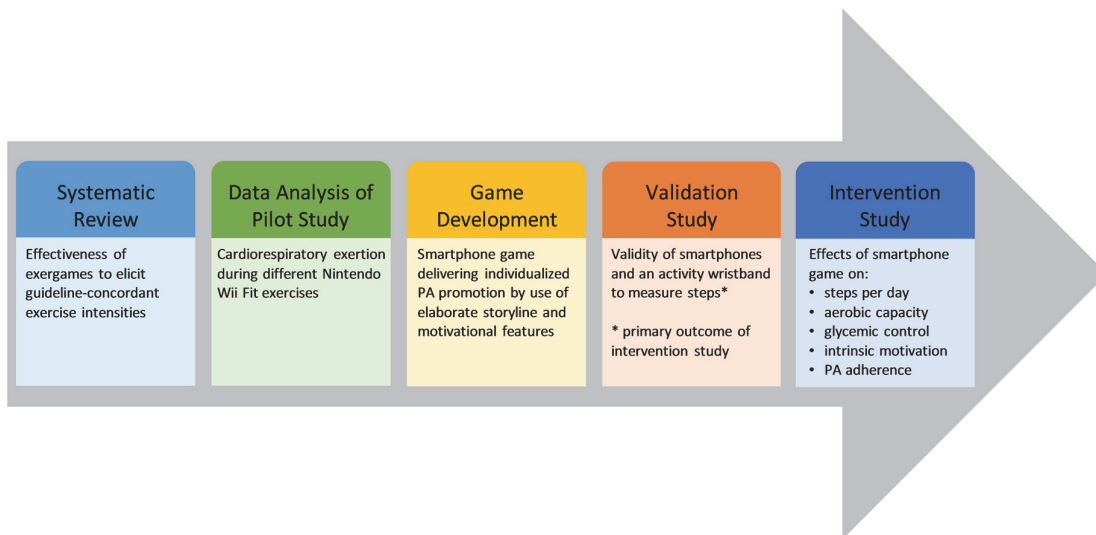 Systematic
Review
Effectiveness of
exergames to elicit
guideline-concordant
exercise intensities
Data Analysis of
Pilot Study
Cardiorespiratory exertion
during different Nintendo
Wii Fit exercises
Game
Development
Smartphone game
delivering individualized
PA promotion by use of
elaborate storyline and
motivational features
Validation
Study
Validity of smartphones
and an activity wristband
to measure steps*
* primary outcome of
intervention study
Intervention
Study
Effects of smartphone
game on:
• steps per day
• aerobic capacity
• glycemic control
• intrinsic motivation
• PA adherence